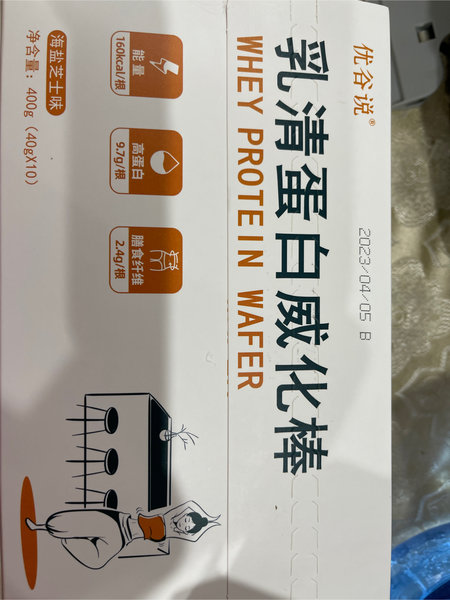 优谷说®
乳清蛋白威化棒
WHEY PROTEIN WAFER
2023/04/05 B
能量
160kcal/根
高蛋白
9.7g/根
膳食纤维
2.4g/根
海盐芝士味
净含量：400g（40gX10）